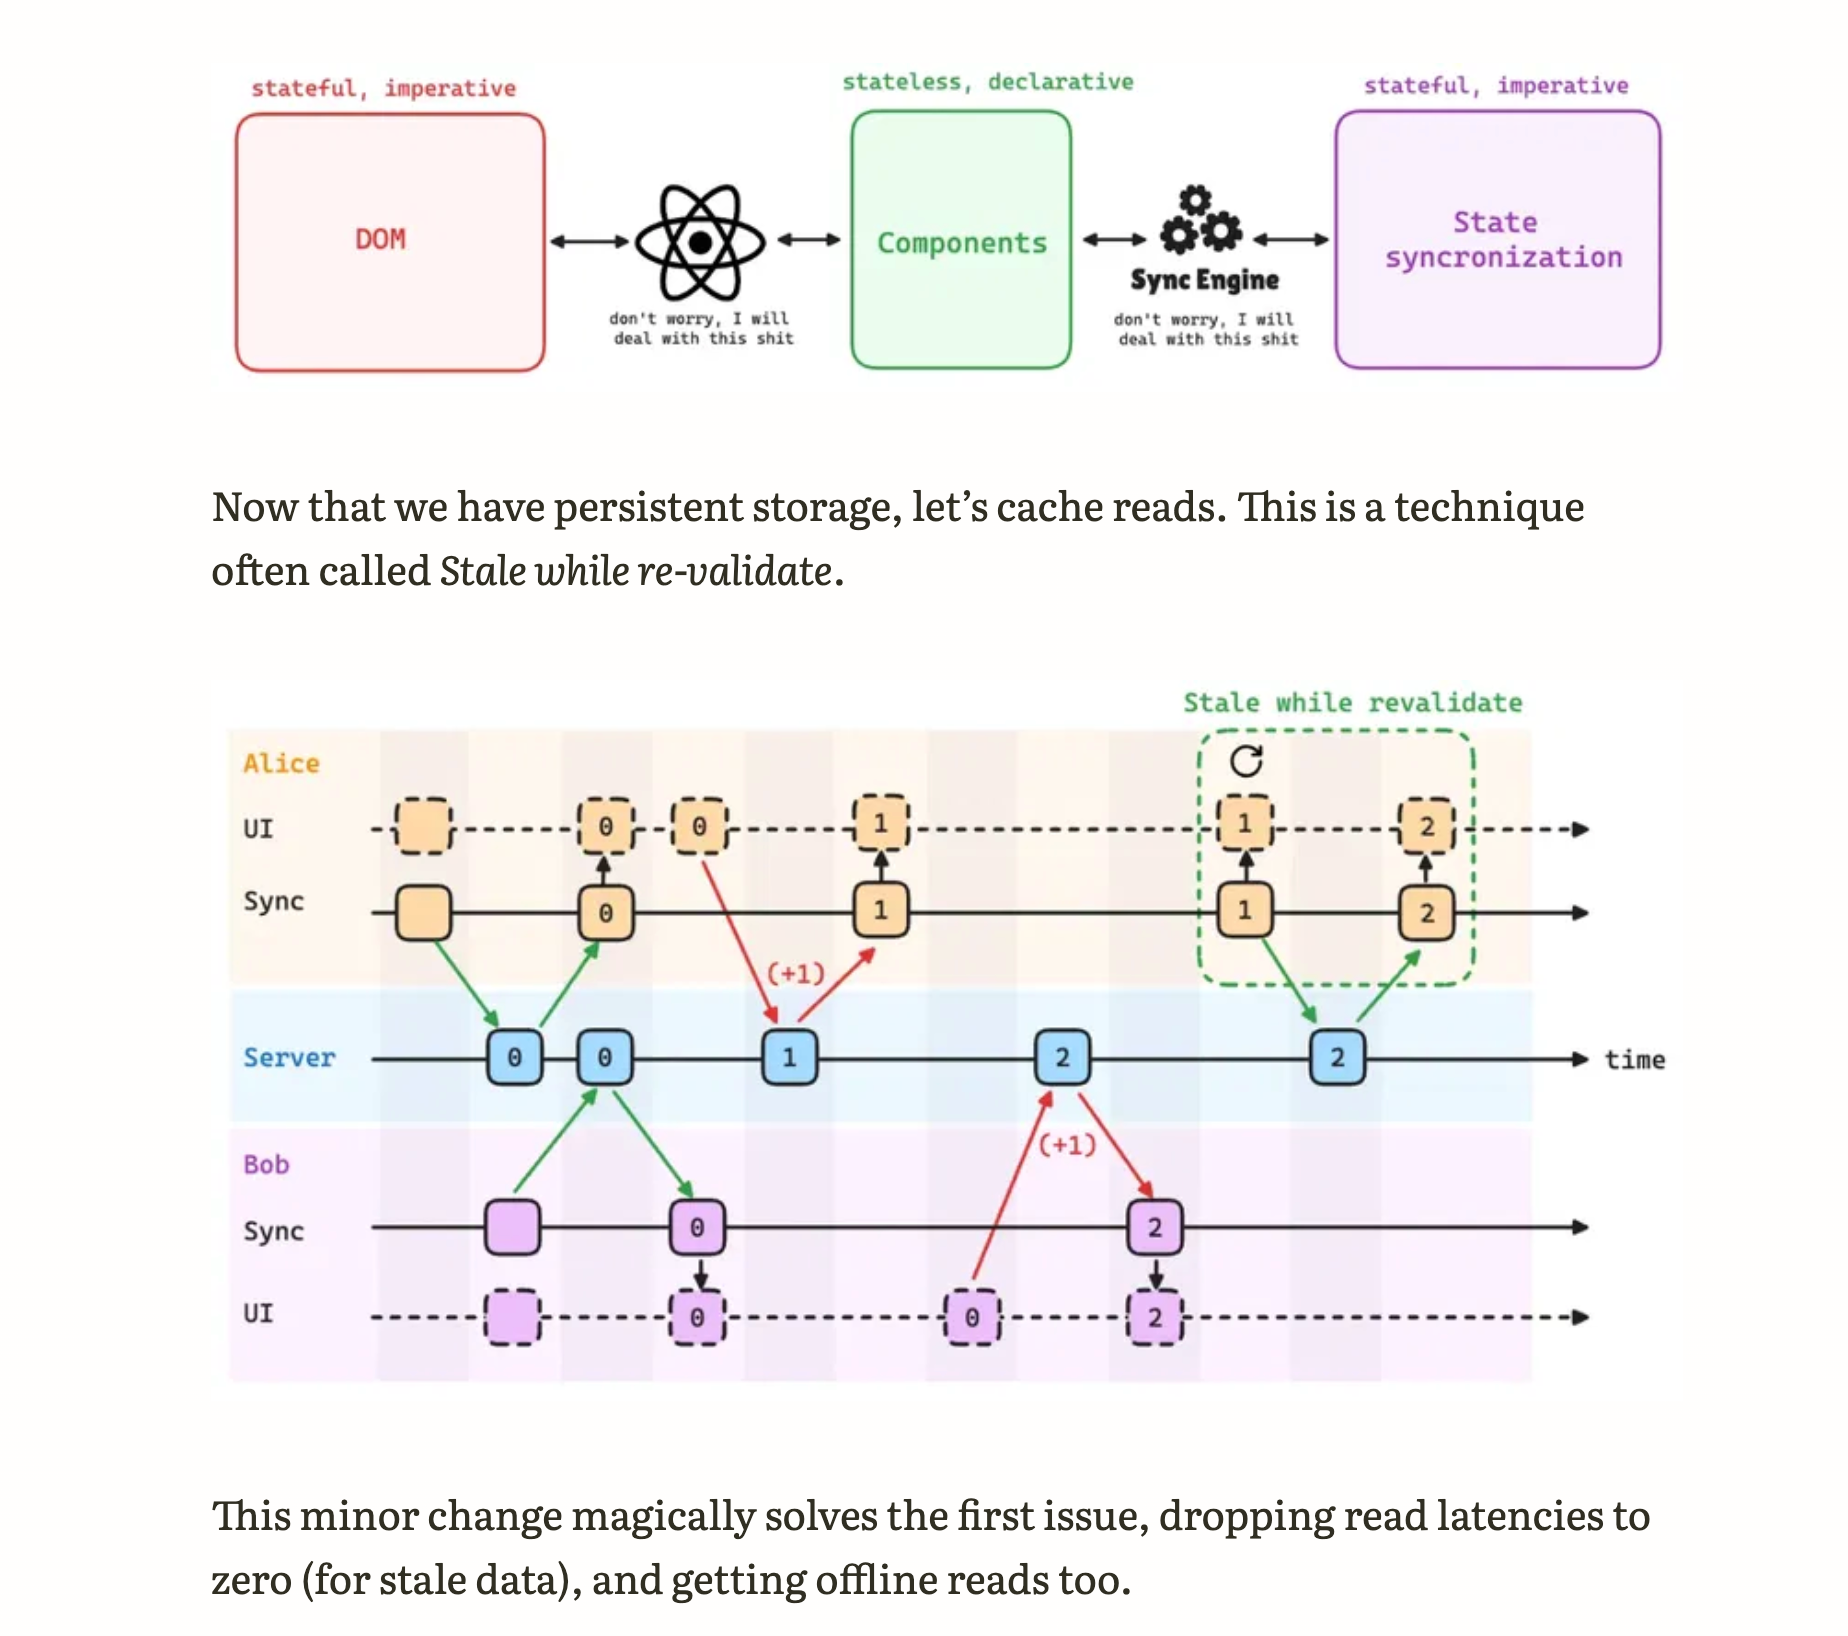 stateful, imperative
stateless, declarative
stateful, imperative
DOM
Components
State
syncronization
Sync Engine
don't worry, I will
deal with this shit
don't worry, I will
deal with this shit
Now that we have persistent storage, let’s cache reads. This is a technique
often called Stale while re-validate.
Stale while revalidate
Alice
UI
0
0
1
1
2
Sync
0
1
1
2
(+1)
Server
0
0
1
2
2
time
(+1)
Bob
Sync
0
2
UI
0
0
2
This minor change magically solves the first issue, dropping read latencies to
zero (for stale data), and getting offline reads too.